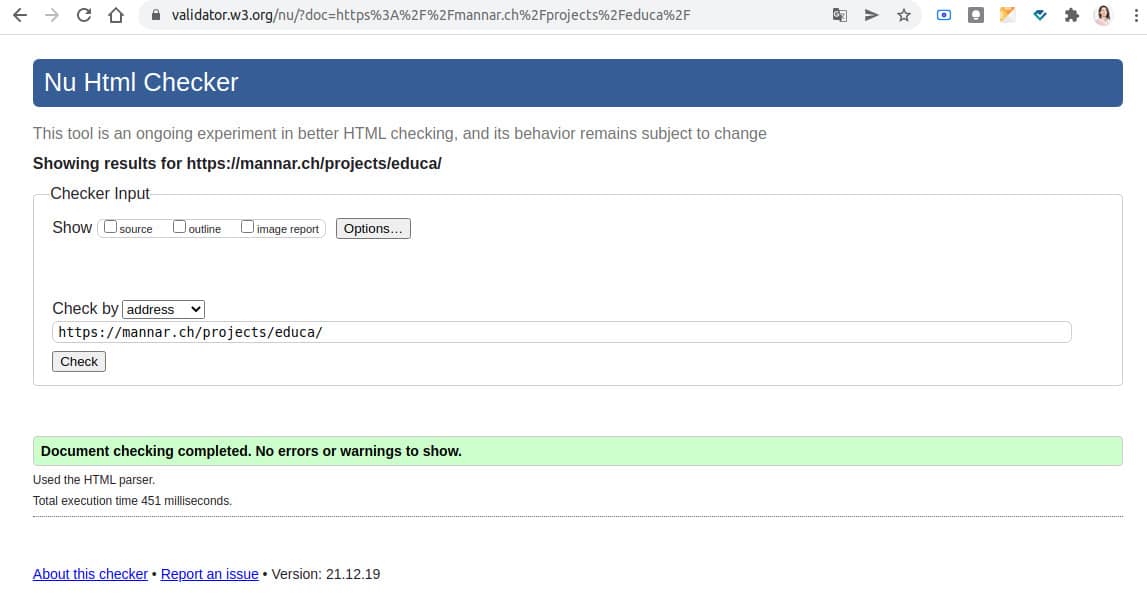 validator.w3.org/nu/?doc=https%3A%2F%2Fmannar.ch%2Fprojects%2Feduca%2F
Nu Html Checker
This tool is an ongoing experiment in better HTML checking, and its behavior remains subject to change
Showing results for https://mannar.ch/projects/educa/
Checker Input
Show source outline image report Options...
Check by address
https://mannar.ch/projects/educa/
Check
Document checking completed. No errors or warnings to show.
Used the HTML parser.
Total execution time 451 milliseconds.
About this checker • Report an issue • Version: 21.12.19